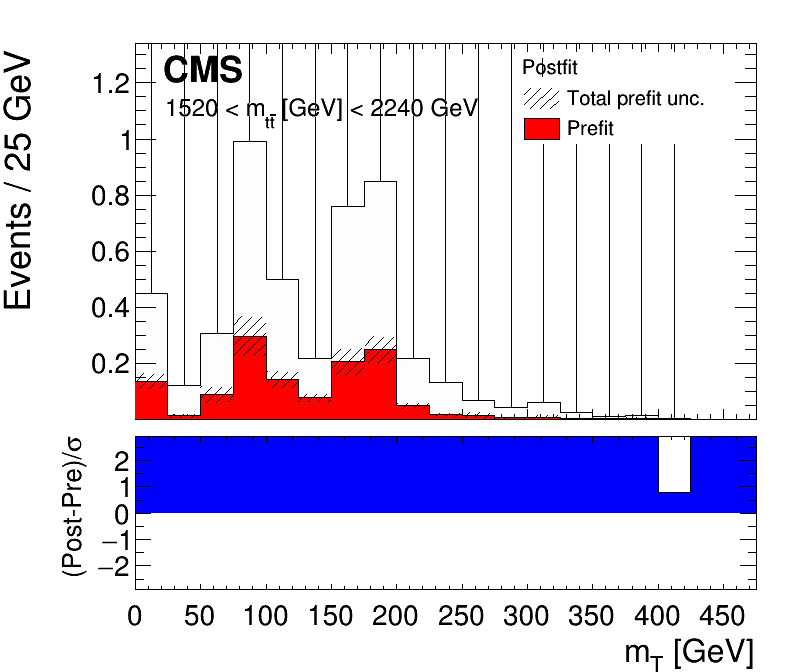 CMS
1520 < m_tt̄ [GeV] < 2240 GeV
Postfit
Total prefit unc.
Prefit
Events / 25 GeV
1.2
1
0.8
0.6
0.4
0.2
(Post-Pre)/σ
2
1
0
−1
−2
0 50 100 150 200 250 300 350 400 450
m_T [GeV]